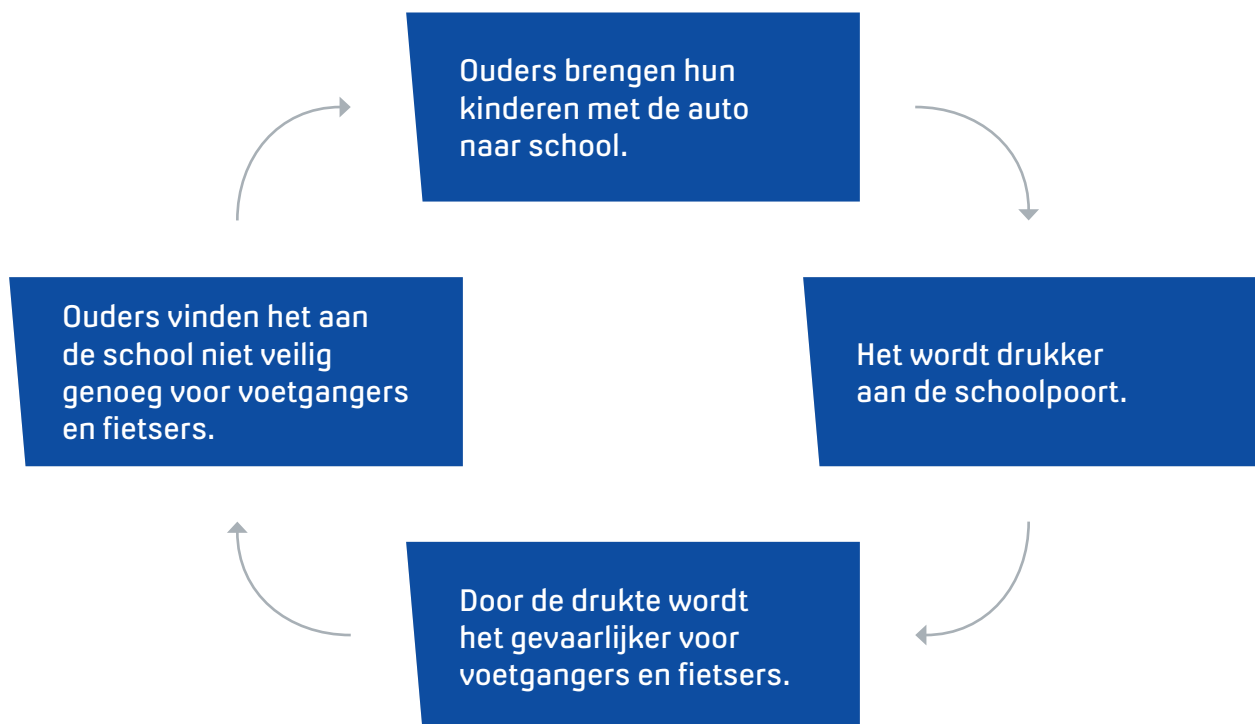 Ouders brengen hun
kinderen met de auto
naar school.
Het wordt drukker
aan de schoolpoort.
Door de drukte wordt
het gevaarlijker voor
voetgangers en fietsers.
Ouders vinden het aan
de school niet veilig
genoeg voor voetgangers
en fietsers.